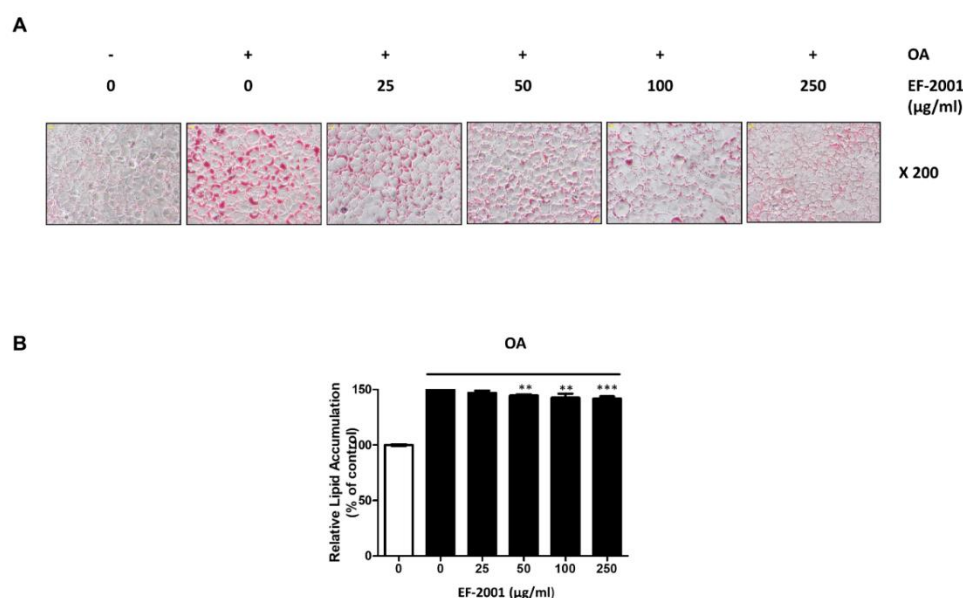 A
- + + + + + OA
0 0 25 50 100 250 EF-2001
(µg/ml)
X 200
B
OA
** ** ***
150
100
50
0
Relative Lipid Accumulation
(% of control)
0 0 25 50 100 250
EF-2001 (µg/ml)